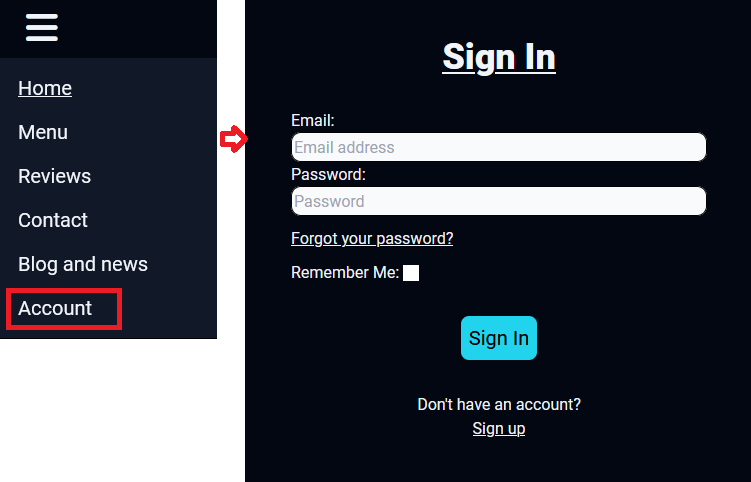 Home
Menu
Reviews
Contact
Blog and news
Account
Sign In
Email:
Email address
Password:
Password
Forgot your password?
Remember Me:
Sign In
Don't have an account?
Sign up